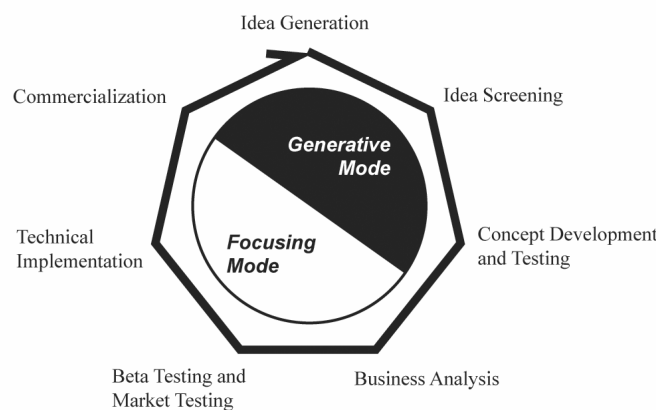 Idea Generation
Commercialization
Idea Screening
Generative
Mode
Technical
Implementation
Focusing
Mode
Concept Development
and Testing
Beta Testing and
Market Testing
Business Analysis